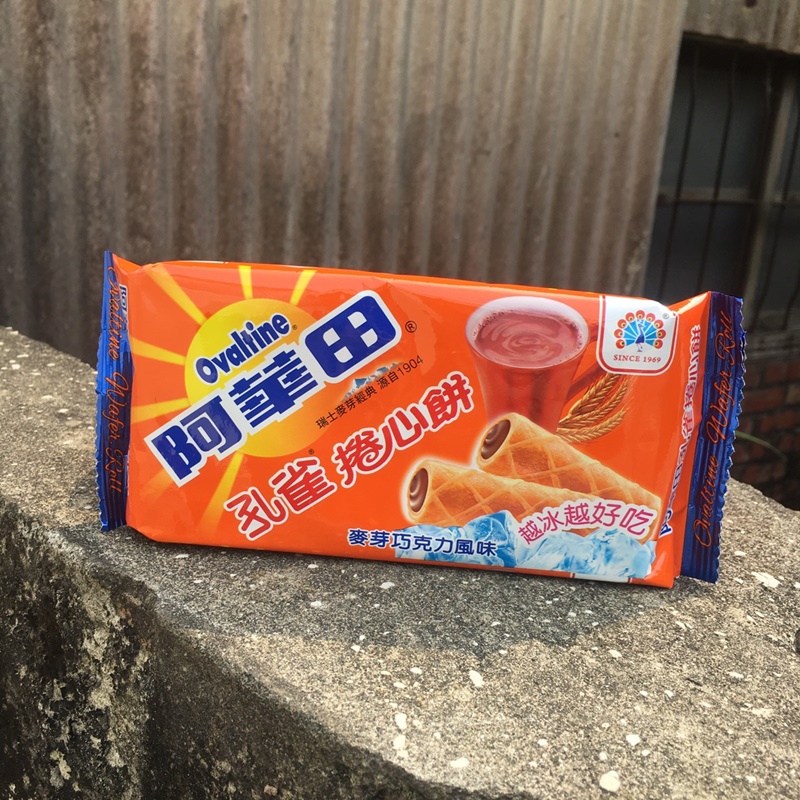 Ovaltine®
阿華田®
瑞士麥芽經典 源自1904
孔雀®捲心餅
麥芽巧克力風味
越冰越好吃
®
SINCE 1969
Ovaltine Wafer Roll
Ovaltine Wafer Roll